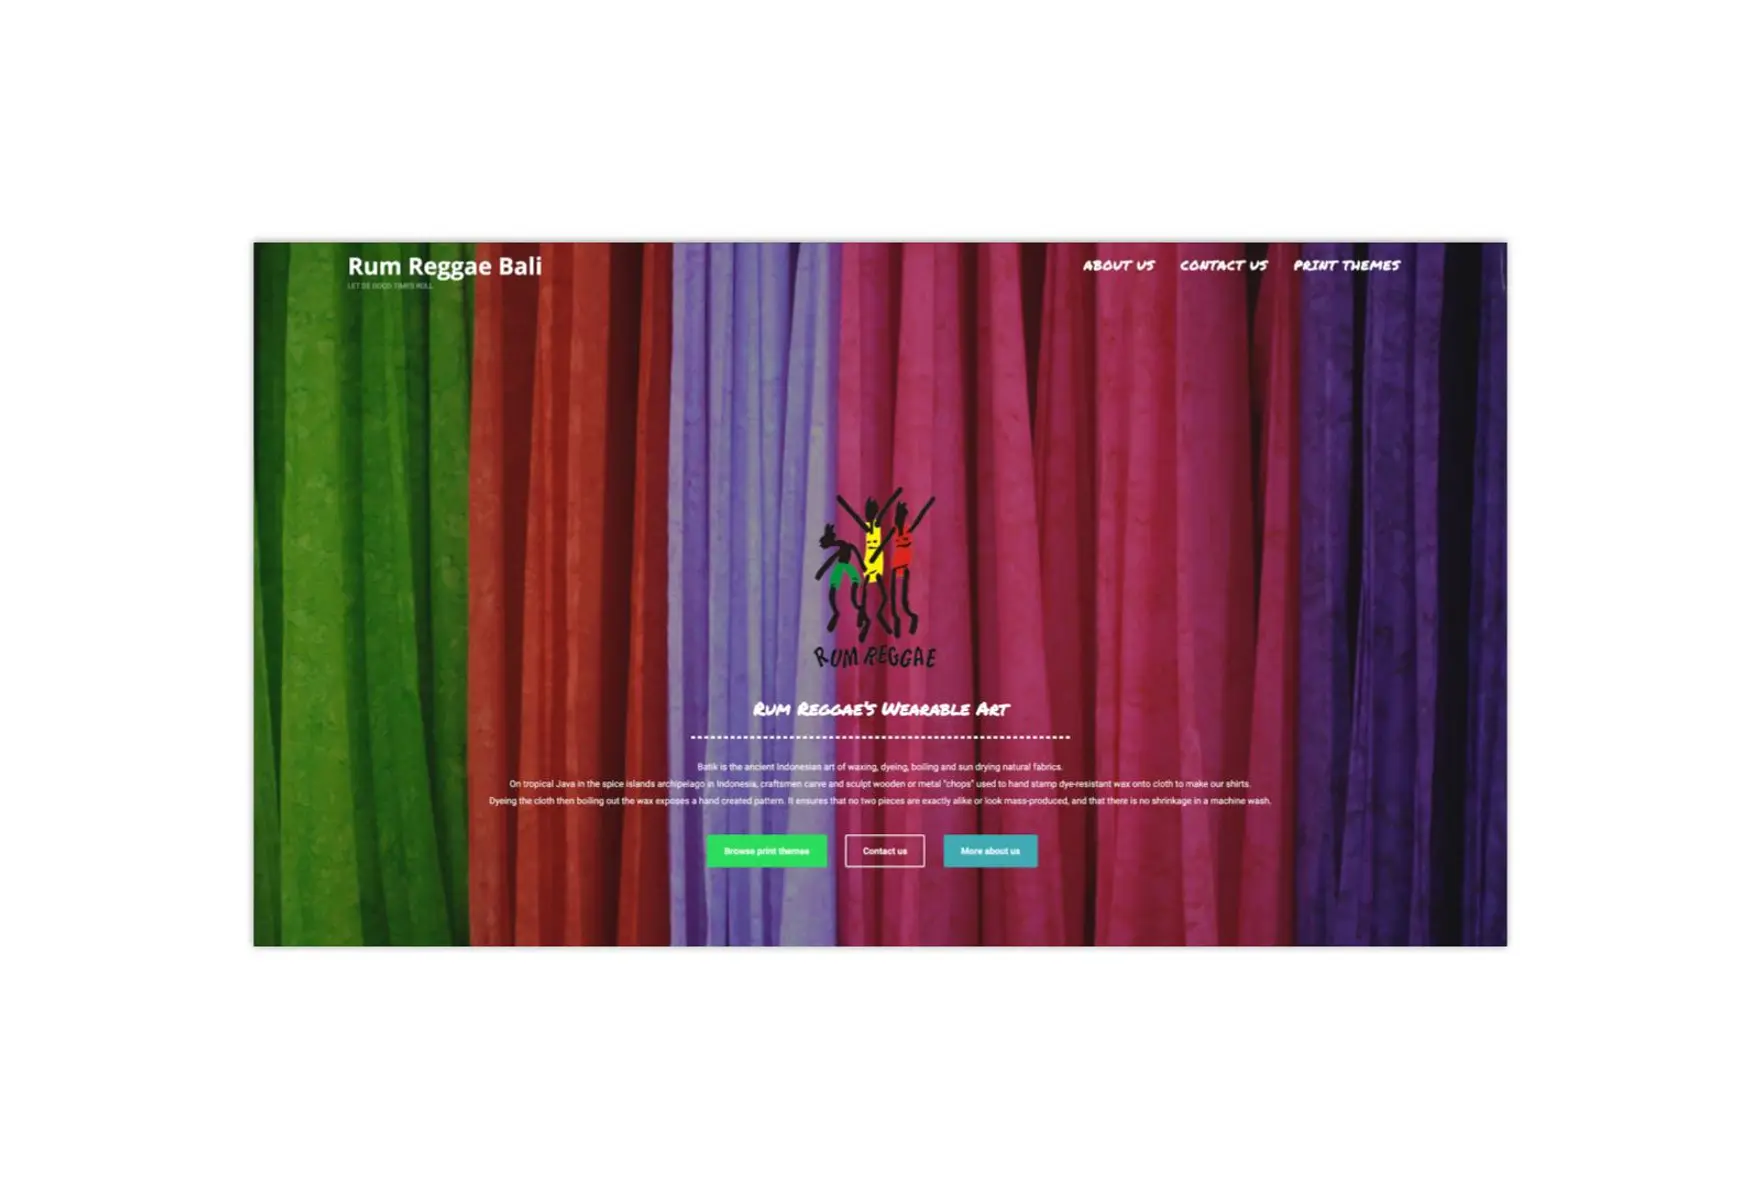 Rum Reggae Bali
LET DE GOOD TIMES ROLL
ABOUT US CONTACT US PRINT THEMES
RUM REGGAE
RUM REGGAE'S WEARABLE ART
Batik is the ancient Indonesian art of waxing, dyeing, boiling and sun drying natural fabrics.
On tropical Java in the spice islands archipelago in Indonesia, craftsmen carve and sculpt wooden or metal "chops" used to hand stamp dye-resistant wax onto cloth to make our shirts.
Dyeing the cloth then boiling out the wax exposes a hand created pattern. It ensures that no two pieces are exactly alike or look mass-produced, and that there is no shrinkage in a machine wash.
Browse print themes Contact us More about us